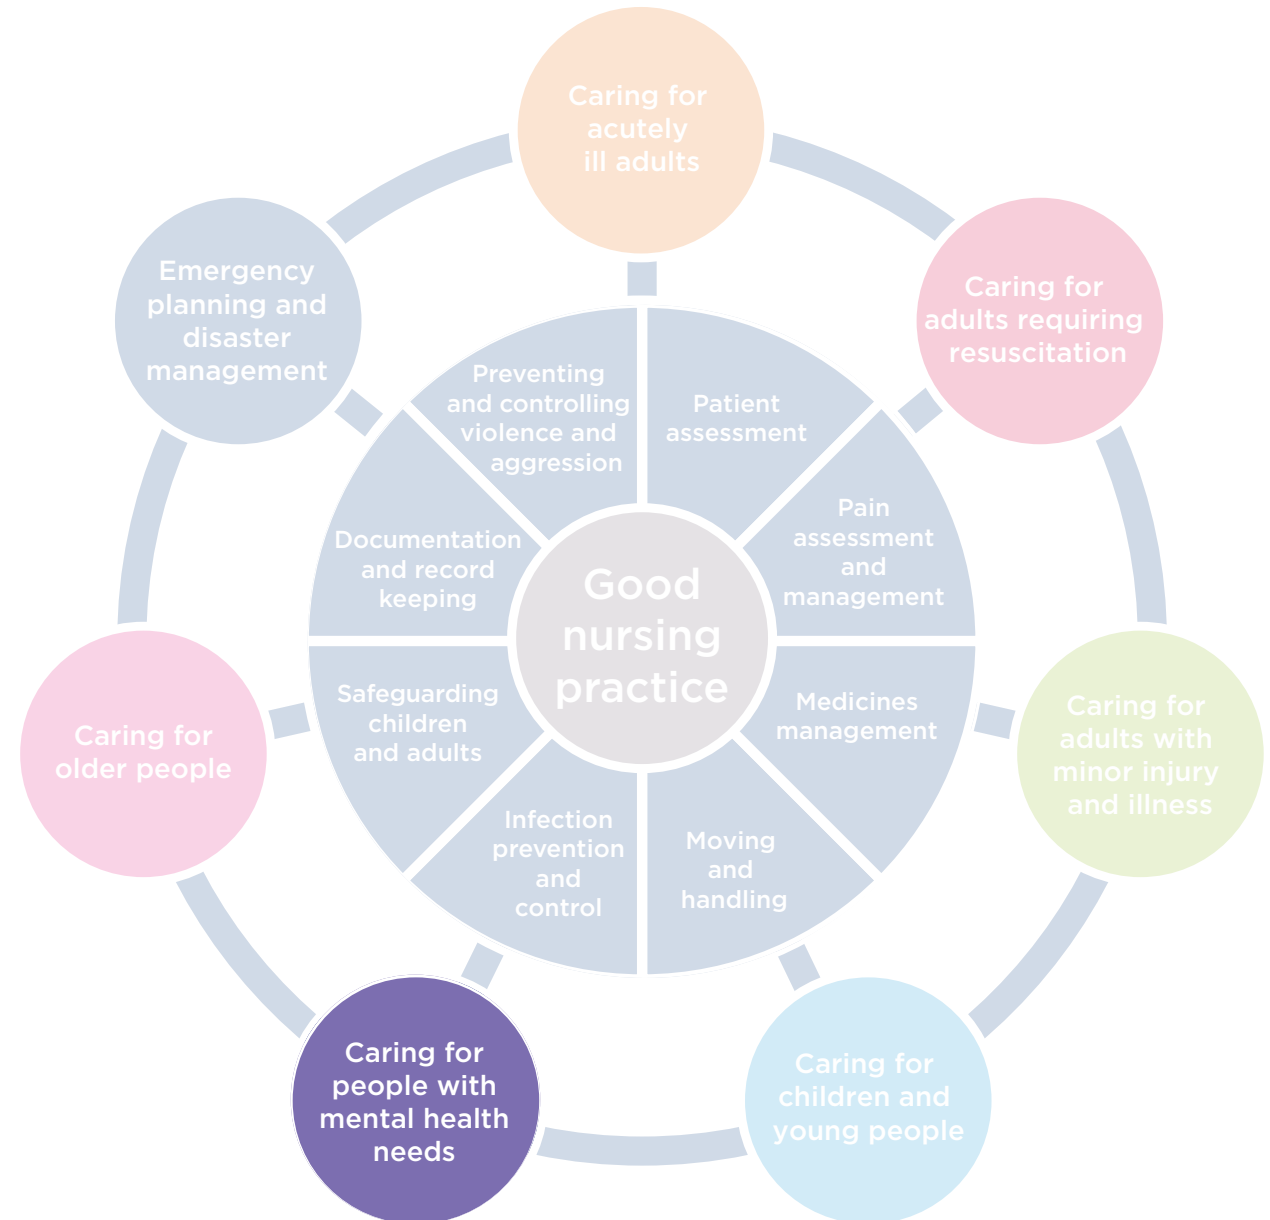 Caring for
acutely
ill adults
Emergency
planning and
disaster
management
Caring for
adults requiring
resuscitation
Preventing
and controlling
violence and
aggression
Patient
assessment
Pain
assessment
and
management
Documentation
and record
keeping
Good
nursing
practice
Safeguarding
children
and adults
Medicines
management
Caring for
older people
Caring for
adults with
minor injury
and illness
Infection
prevention
and
control
Moving
and
handling
Caring for
people with
mental health
needs
Caring for
children and
young people